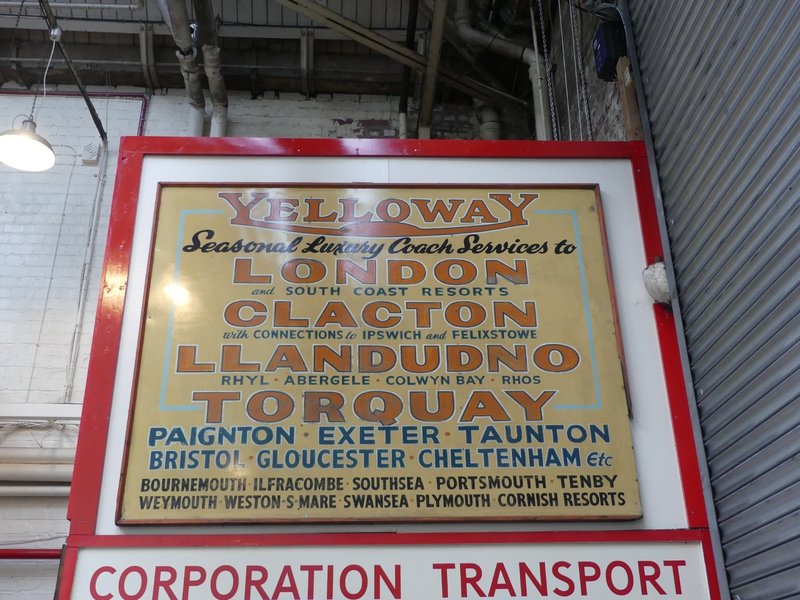 YELLOWAY
Seasonal Luxury Coach Services to
LONDON
and SOUTH COAST RESORTS
CLACTON
with CONNECTIONS to IPSWICH and FELIXSTOWE
LLANDUDNO
RHYL · ABERGELE · COLWYN BAY · RHOS
TORQUAY
PAIGNTON · EXETER · TAUNTON
BRISTOL · GLOUCESTER · CHELTENHAM Etc
BOURNEMOUTH · ILFRACOMBE · SOUTHSEA · PORTSMOUTH · TENBY
WEYMOUTH · WESTON-S-MARE · SWANSEA · PLYMOUTH · CORNISH RESORTS
CORPORATION TRANSPORT